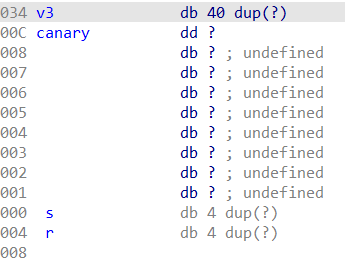 034 v3 db 40 dup(?)
00C canary dd ?
008 db ? ; undefined
007 db ? ; undefined
006 db ? ; undefined
005 db ? ; undefined
004 db ? ; undefined
003 db ? ; undefined
002 db ? ; undefined
001 db ? ; undefined
000 s db 4 dup(?)
004 r db 4 dup(?)
008